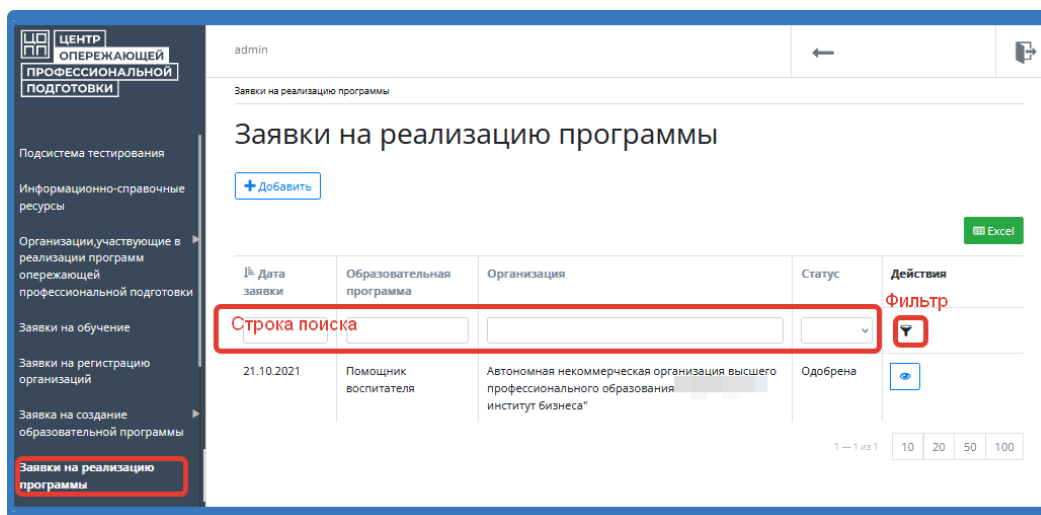 ЦОПП
ЦЕНТР
ОПЕРЕЖАЮЩЕЙ
ПРОФЕССИОНАЛЬНОЙ
ПОДГОТОВКИ
Подсистема тестирования
Информационно-справочные
ресурсы
Организации,участвующие в
реализации программ
опережающей
профессиональной подготовки
Заявки на обучение
Заявки на регистрацию
организаций
Заявка на создание
образовательной программы
Заявки на реализацию
программы
admin
Заявки на реализацию программы
Заявки на реализацию программы
+ Добавить
Excel
Дата
заявки
Образовательная
программа
Организация
Статус
Действия
Строка поиска
Фильтр
21.10.2021
Помощник
воспитателя
Автономная некоммерческая организация высшего
профессионального образования
институт бизнеса"
Одобрена
1 — 1 из 1
10 20 50 100